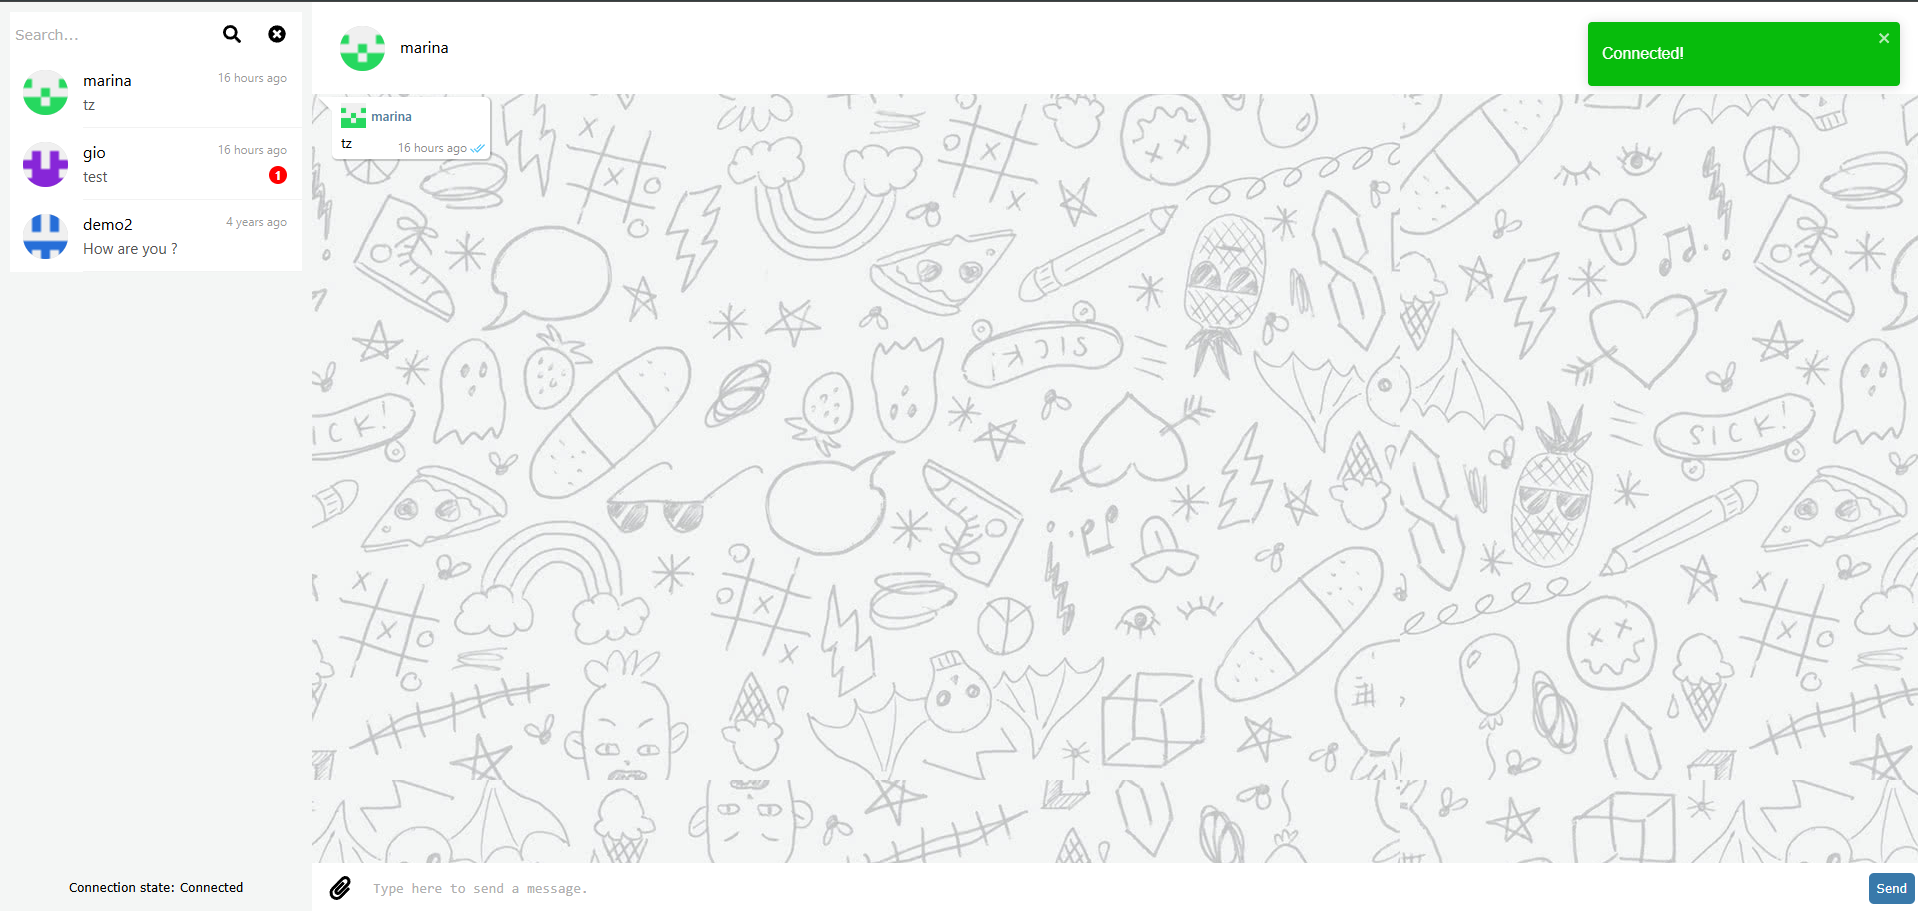 Search...
marina
16 hours ago
tz
gio
16 hours ago
test
1
demo2
4 years ago
How are you ?
Connection state: Connected
marina
Connected!
×
marina
tz
16 hours ago
SICK!
ICK!
SICK!
Type here to send a message.
Send